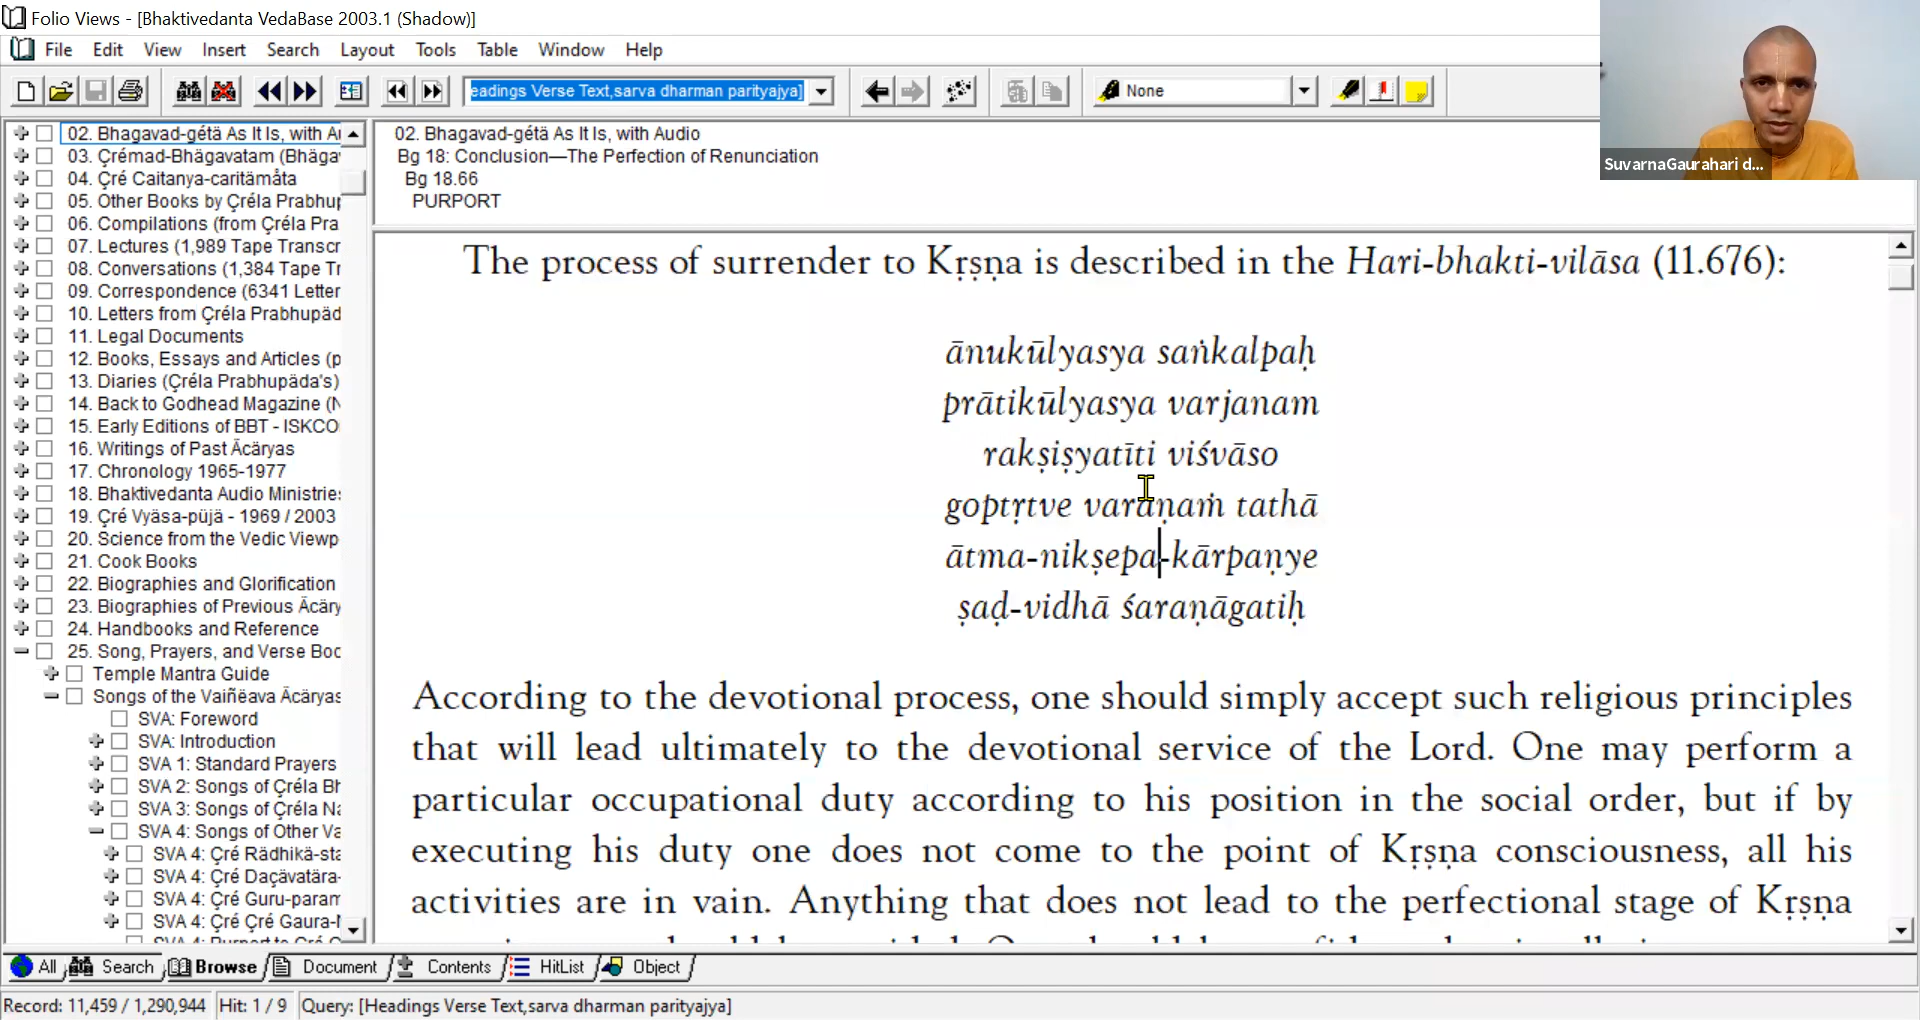 Folio Views - [Bhaktivedanta VedaBase 2003.1 (Shadow)]
File Edit View Insert Search Layout Tools Table Window Help
eadings Verse Text,sarva dharman parityajya]
None
SuvarnaGaurahari d...
02. Bhagavad-gétä As It Is, with Au
03. Çrémad-Bhägavatam (Bhägav
04. Çré Caitanya-caritämåta
05. Other Books by Çréla Prabhup
06. Compilations (from Çréla Pra
07. Lectures (1,989 Tape Transcr
08. Conversations (1,384 Tape Tr
09. Correspondence (6341 Letter
10. Letters from Çréla Prabhupäd
11. Legal Documents
12. Books, Essays and Articles (p
13. Diaries (Çréla Prabhupäda's)
14. Back to Godhead Magazine (N
15. Early Editions of BBT - ISKCO
16. Writings of Past Äcäryas
17. Chronology 1965-1977
18. Bhaktivedanta Audio Ministries
19. Çré Vyäsa-püjä - 1969 / 2003
20. Science from the Vedic Viewp
21. Cook Books
22. Biographies and Glorification
23. Biographies of Previous Äcäry
24. Handbooks and Reference
25. Song, Prayers, and Verse Boo
Temple Mantra Guide
Songs of the Vaiñëava Äcäryas
SVA: Foreword
SVA: Introduction
SVA 1: Standard Prayers
SVA 2: Songs of Çréla Bh
SVA 3: Songs of Çréla Na
SVA 4: Songs of Other Va
SVA 4: Çré Rädhikä-sta
SVA 4: Çré Daçävatära-
SVA 4: Çré Guru-param
SVA 4: Çré Çré Gaura-
02. Bhagavad-gétä As It Is, with Audio
Bg 18: Conclusion—The Perfection of Renunciation
Bg 18.66
PURPORT
The process of surrender to Kṛṣṇa is described in the Hari-bhakti-vilāsa (11.676):
ānukūlyasya saṅkalpaḥ
prātikūlyasya varjanam
rakṣiṣyatīti viśvāso
goptṛtve varaṇaṁ tathā
ātma-nikṣepa-kārpaṇye
ṣaḍ-vidhā śaraṇāgatiḥ
According to the devotional process, one should simply accept such religious principles
that will lead ultimately to the devotional service of the Lord. One may perform a
particular occupational duty according to his position in the social order, but if by
executing his duty one does not come to the point of Kṛṣṇa consciousness, all his
activities are in vain. Anything that does not lead to the perfectional stage of Kṛṣṇa
All Search Browse Document Contents HitList Object
Record: 11,459 / 1,290,944 Hit: 1 / 9 Query: [Headings Verse Text,sarva dharman parityajya]